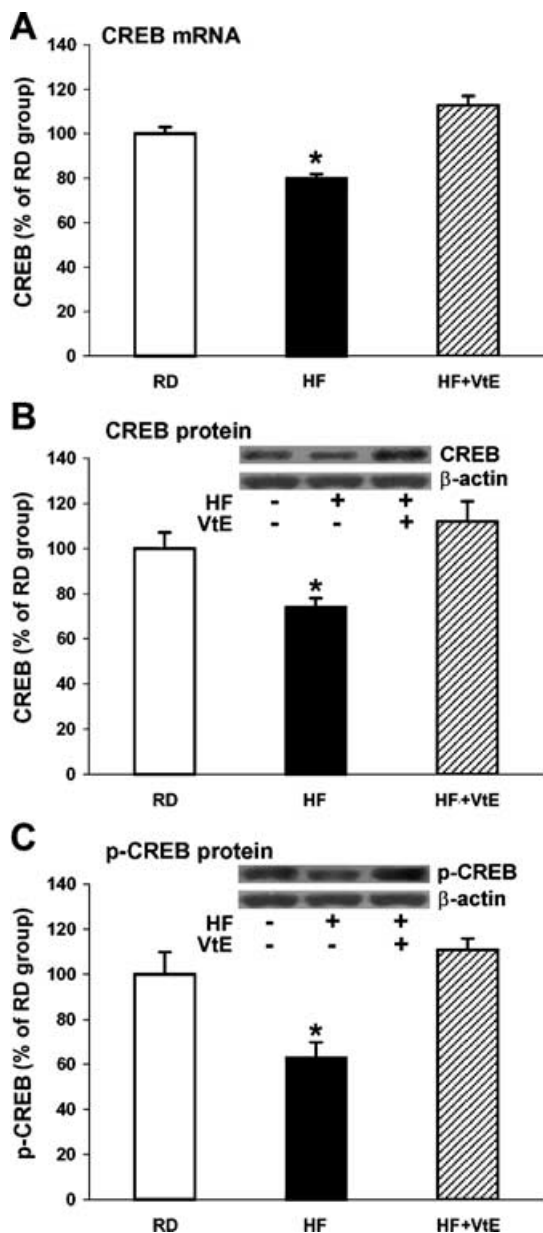 A
CREB mRNA
140
120
100
80
60
40
20
0
CREB (% of RD group)
*
RD HF HF+VtE
B
CREB protein
CREB
β-actin
HF - + +
VtE - - +
140
120
100
80
60
40
20
0
CREB (% of RD group)
*
RD HF HF+VtE
C
p-CREB protein
p-CREB
β-actin
HF - + +
VtE - - +
140
120
100
80
60
40
20
0
p-CREB (% of RD group)
*
RD HF HF+VtE